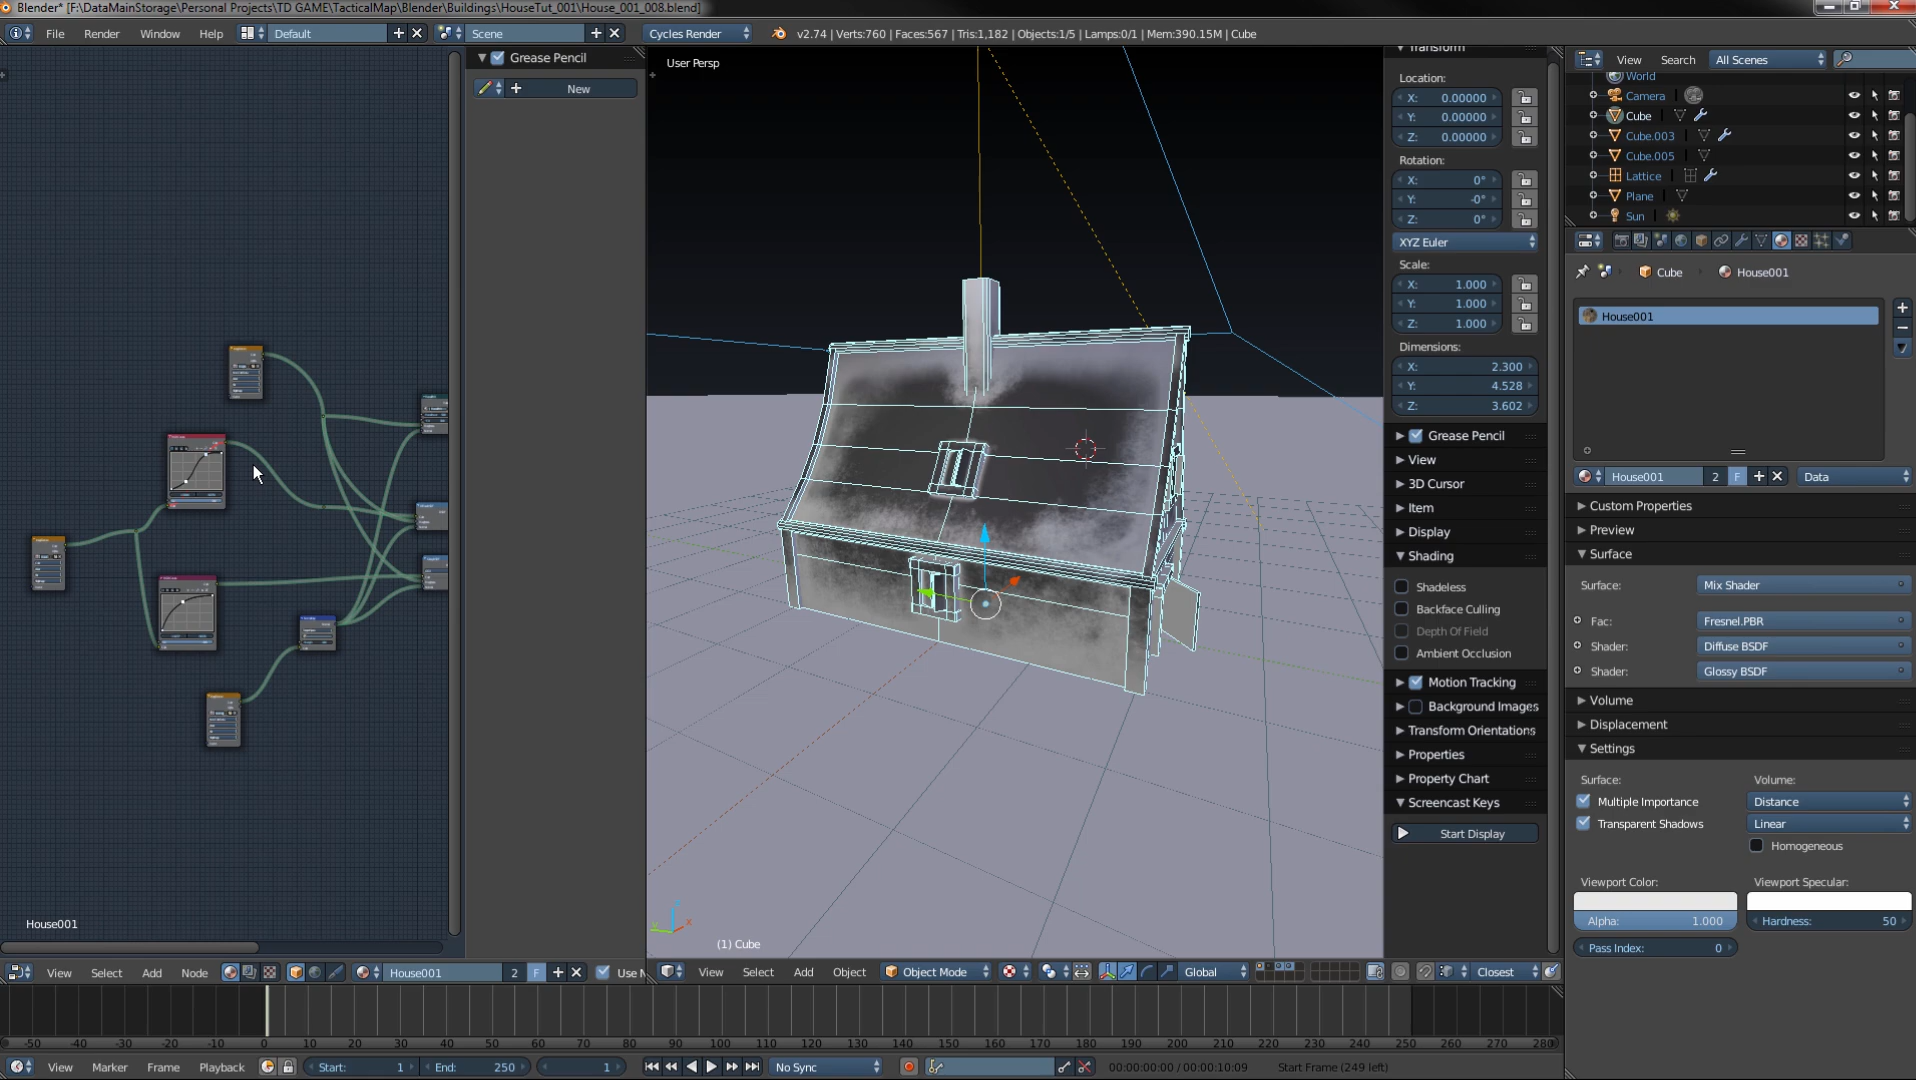 Blender* [F:\DataMainStorage\Personal Projects\TD GAME\TacticalMap\Blender\Buildings\HouseTut_001\House_001_008.blend]
File Render Window Help Default Scene Cycles Render v2.74 | Verts:760 | Faces:567 | Tris:1,182 | Objects:1/5 | Lamps:0/1 | Mem:390.15M | Cube
Grease Pencil
New
House001
View Select Add Node House001 2 F Use N
User Persp
(1) Cube
View Select Add Object Object Mode Global Closest
Transform
Location:
X: 0.00000
Y: 0.00000
Z: 0.00000
Rotation:
X: 0°
Y: -0°
Z: 0°
XYZ Euler
Scale:
X: 1.000
Y: 1.000
Z: 1.000
Dimensions:
X: 2.300
Y: 4.528
Z: 3.602
Grease Pencil
View
3D Cursor
Item
Display
Shading
Shadeless
Backface Culling
Depth Of Field
Ambient Occlusion
Motion Tracking
Background Images
Transform Orientations
Properties
Property Chart
Screencast Keys
Start Display
View Search All Scenes
World
Camera
Cube
Cube.003
Cube.005
Lattice
Plane
Sun
Cube House001
House001
House001 2 F Data
Custom Properties
Preview
Surface
Surface: Mix Shader
Fac: Fresnel.PBR
Shader: Diffuse BSDF
Shader: Glossy BSDF
Volume
Displacement
Settings
Surface: Volume:
Multiple Importance Distance
Transparent Shadows Linear
Homogeneous
Viewport Color: Viewport Specular:
Alpha: 1.000 Hardness: 50
Pass Index: 0
-50 -40 -30 -20 -10 0 10 20 30 40 50 60 70 80 90 100 110 120 130 140 150 160 170 180 190 200 210 220 230 240 250 260 270 280
View Marker Frame Playback Start: 1 End: 250 1 No Sync 00:00:00:00 / 00:00:10:09 Start Frame (249 left)